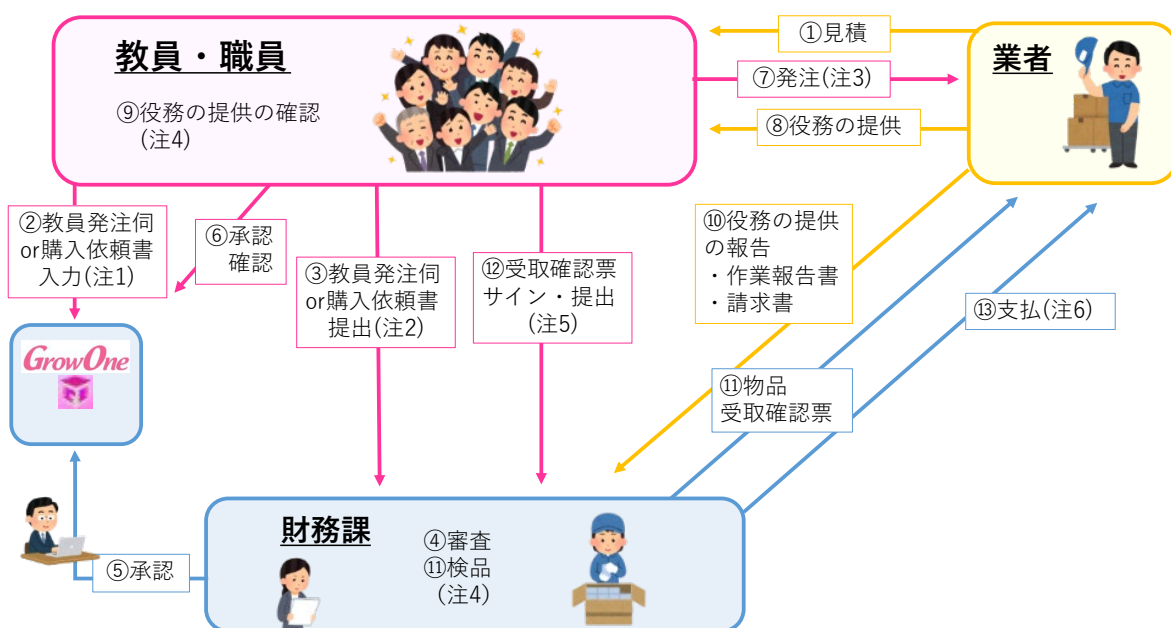 教員・職員
⑨役務の提供の確認
(注4)
①見積
⑦発注(注3)
⑧役務の提供
業者
②教員発注伺
or購入依頼書
入力(注1)
⑥承認
確認
③教員発注伺
or購入依頼書
提出(注2)
⑫受取確認票
サイン・提出
(注5)
⑩役務の提供
の報告
・作業報告書
・請求書
⑬支払(注6)
GrowOne
⑪物品
受取確認票
財務課
④審査
⑪検品
(注4)
⑤承認